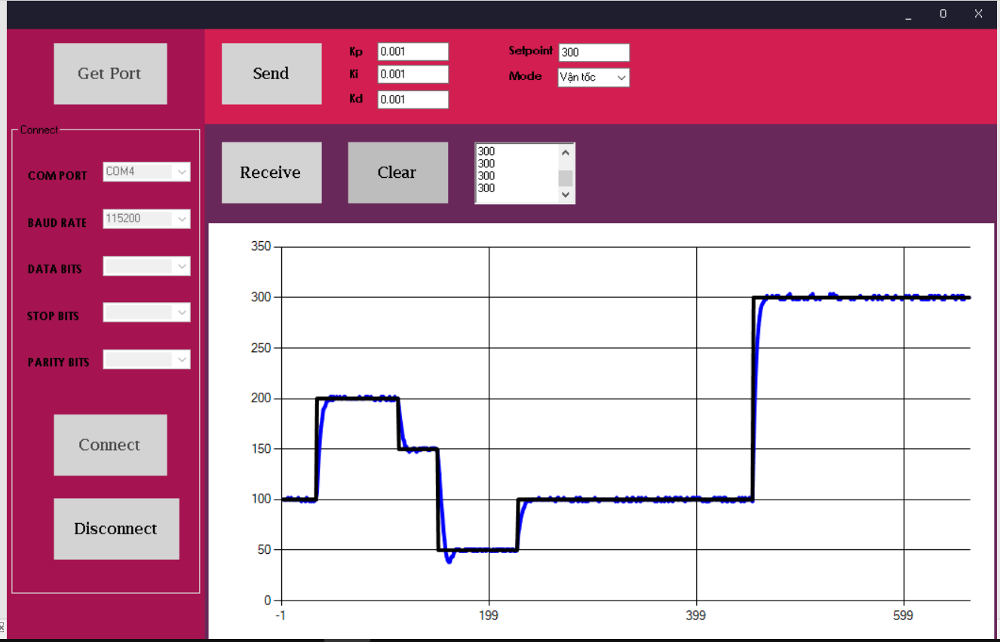 Get Port
Send
Kp 0.001
Ki 0.001
Kd 0.001
Setpoint 300
Mode Vận tốc
Connect
COM PORT COM4
BAUD RATE 115200
DATA BITS
STOP BITS
PARITY BITS
Connect
Disconnect
Receive
Clear
300
300
300
300
350
300
250
200
150
100
50
0
-1 199 399 599